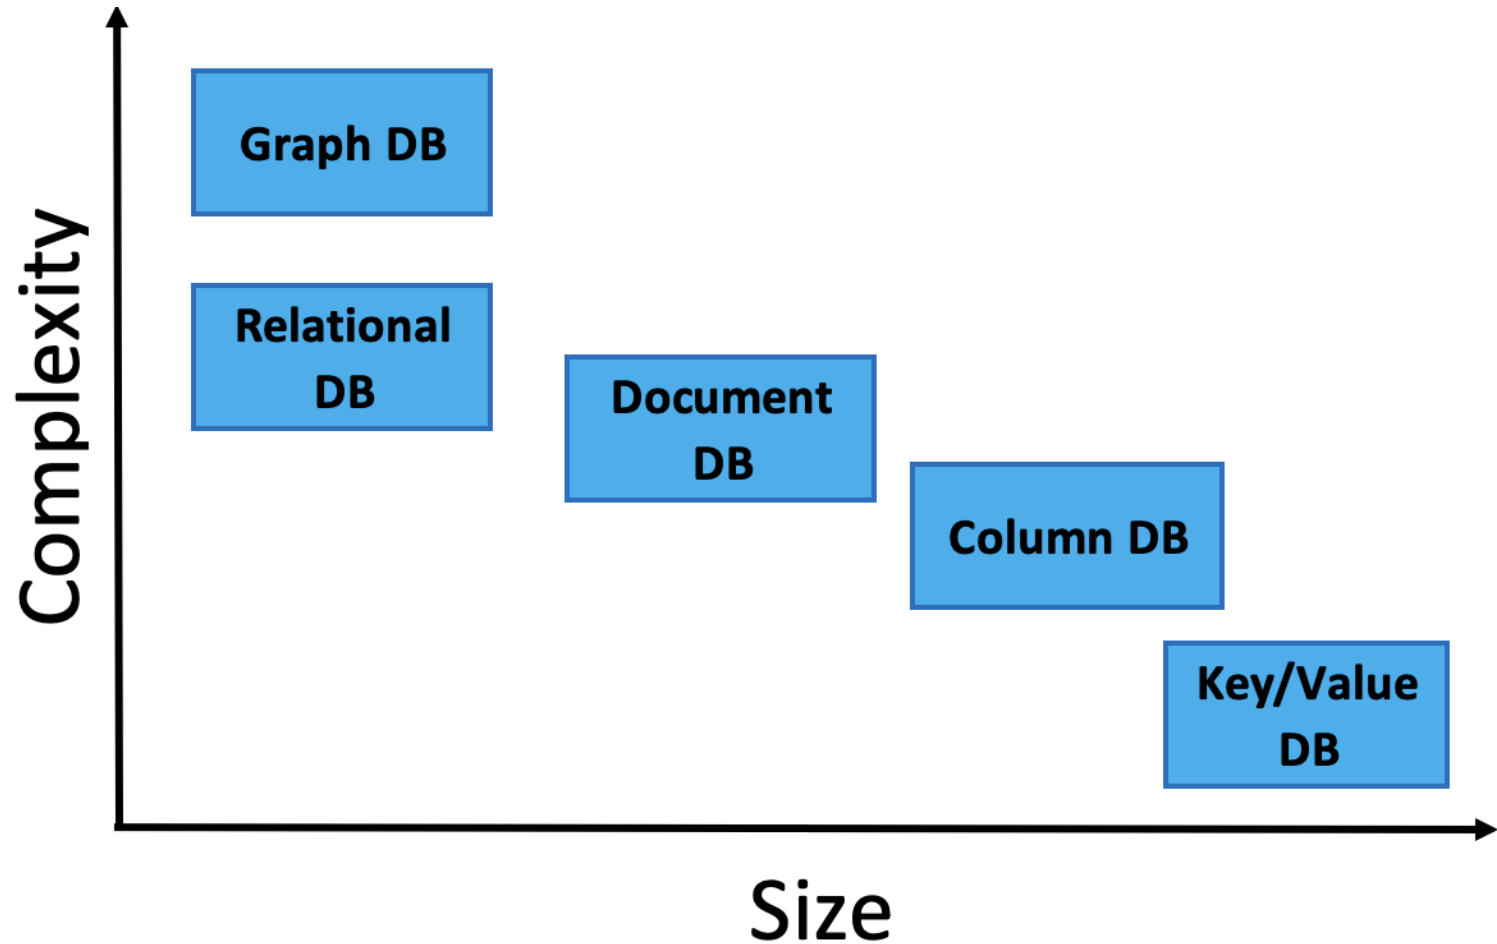 Complexity
Graph DB
Relational
DB
Document
DB
Column DB
Key/Value
DB
Size